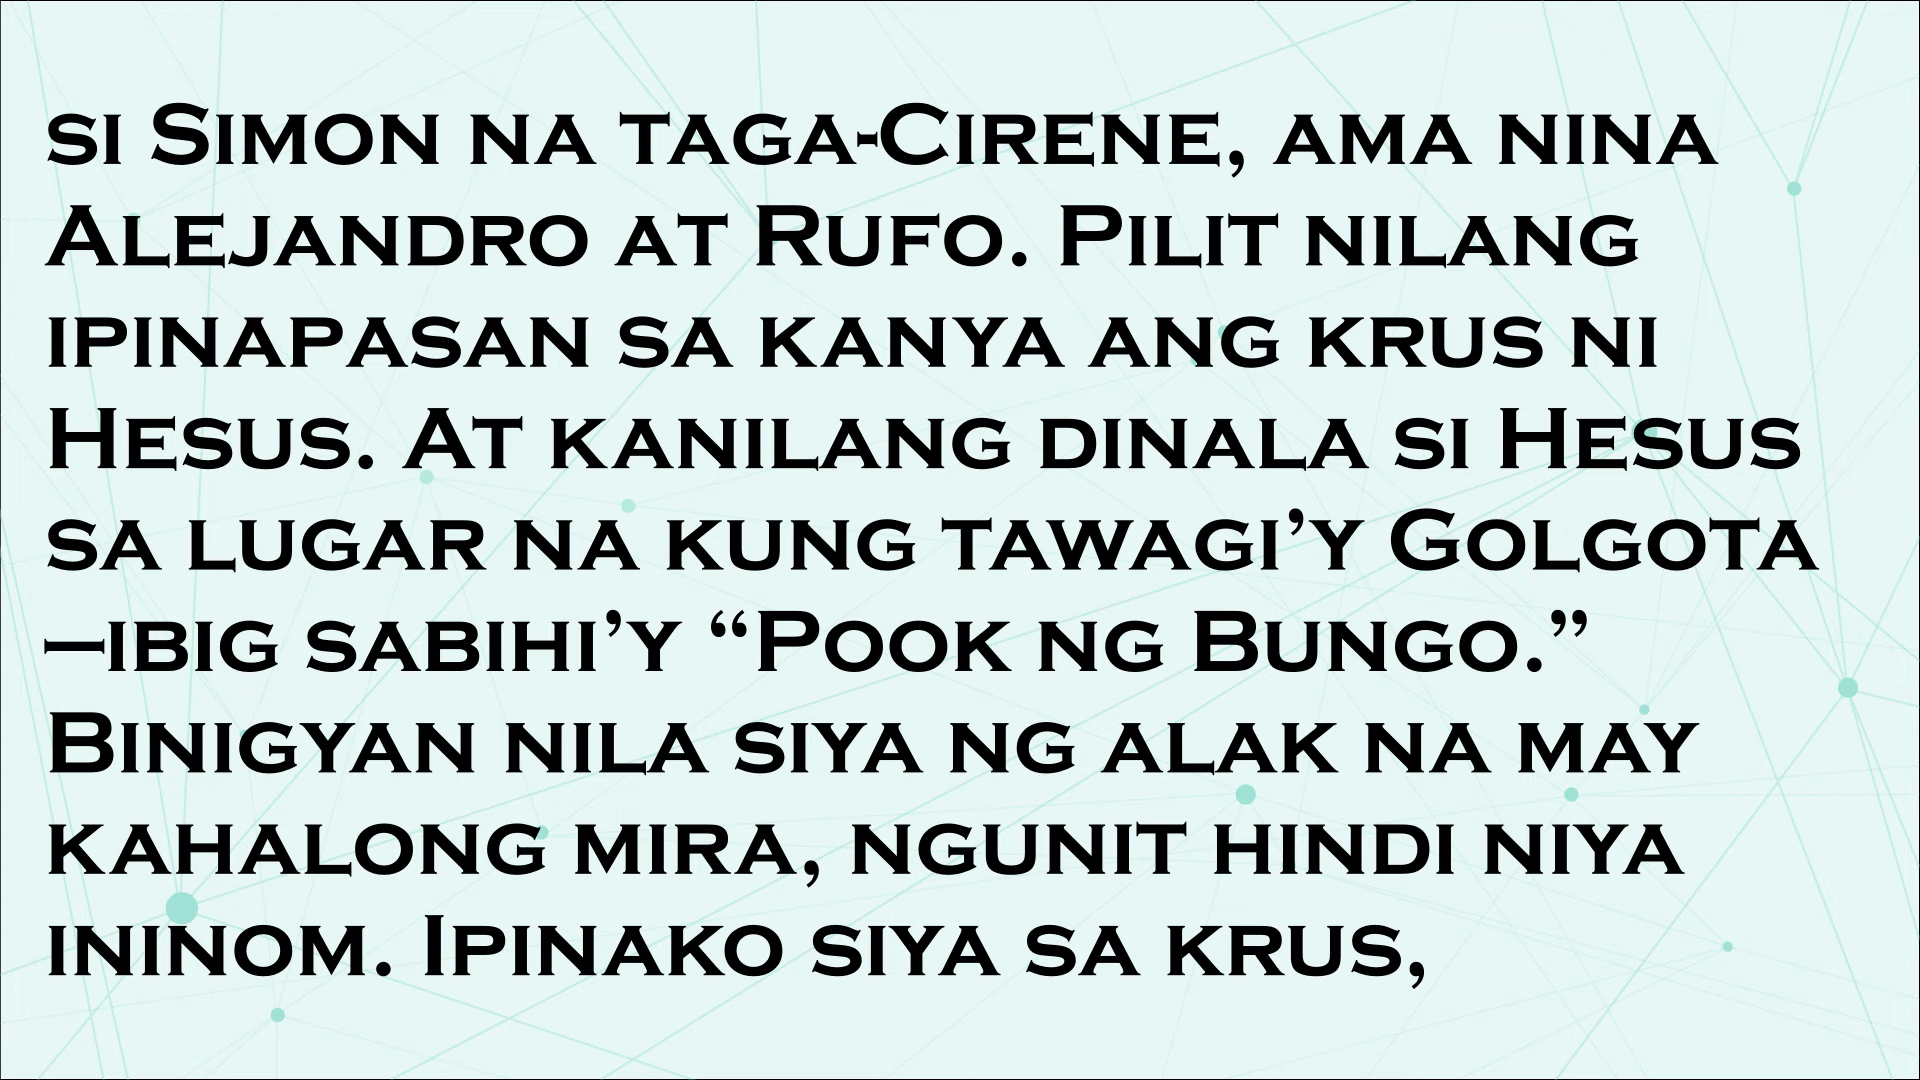 si Simon na taga-Cirene, ama nina
Alejandro at Rufo. Pilit nilang
ipinapasan sa kanya ang krus ni
Hesus. At kanilang dinala si Hesus
sa lugar na kung tawagi’y Golgota
—ibig sabihi’y “Pook ng Bungo.”
Binigyan nila siya ng alak na may
kahalong mira, ngunit hindi niya
ininom. Ipinako siya sa krus,